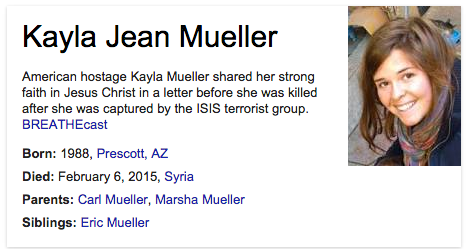 Kayla Jean Mueller
American hostage Kayla Mueller shared her strong
faith in Jesus Christ in a letter before she was killed
after she was captured by the ISIS terrorist group.
BREATHEcast
Born: 1988, Prescott, AZ
Died: February 6, 2015, Syria
Parents: Carl Mueller, Marsha Mueller
Siblings: Eric Mueller